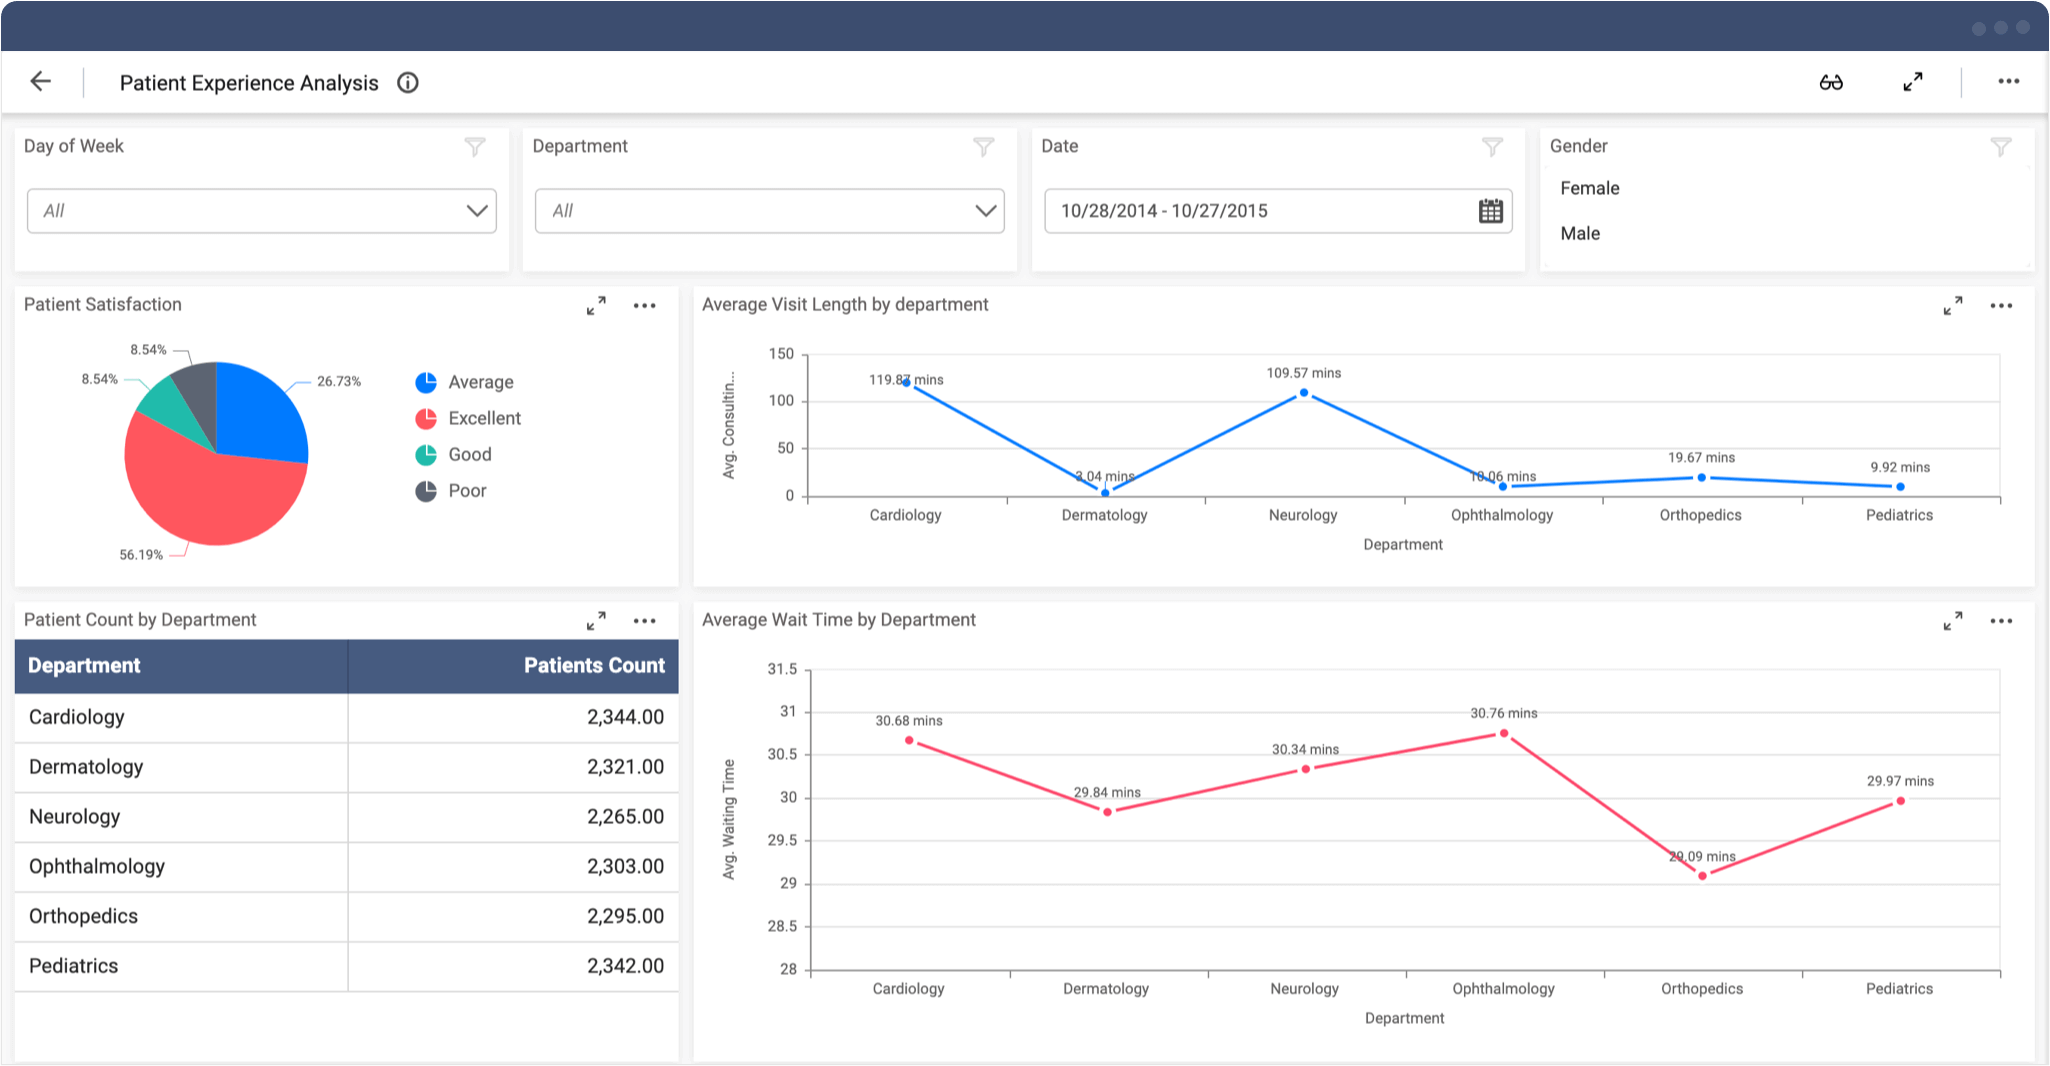 Patient Experience Analysis
Day of Week
All
Department
All
Date
10/28/2014 - 10/27/2015
Gender
Female
Male
Patient Satisfaction
8.54%
8.54%
26.73%
56.19%
Average
Excellent
Good
Poor
Average Visit Length by department
Avg. Consultin...
150
100
50
0
119.87 mins
3.04 mins
109.57 mins
10.06 mins
19.67 mins
9.92 mins
Cardiology Dermatology Neurology Ophthalmology Orthopedics Pediatrics
Department
Patient Count by Department
Department Patients Count
Cardiology 2,344.00
Dermatology 2,321.00
Neurology 2,265.00
Ophthalmology 2,303.00
Orthopedics 2,295.00
Pediatrics 2,342.00
Average Wait Time by Department
Avg. Waiting Time
31.5
31
30.5
30
29.5
29
28.5
28
30.68 mins
29.84 mins
30.34 mins
30.76 mins
29.09 mins
29.97 mins
Cardiology Dermatology Neurology Ophthalmology Orthopedics Pediatrics
Department